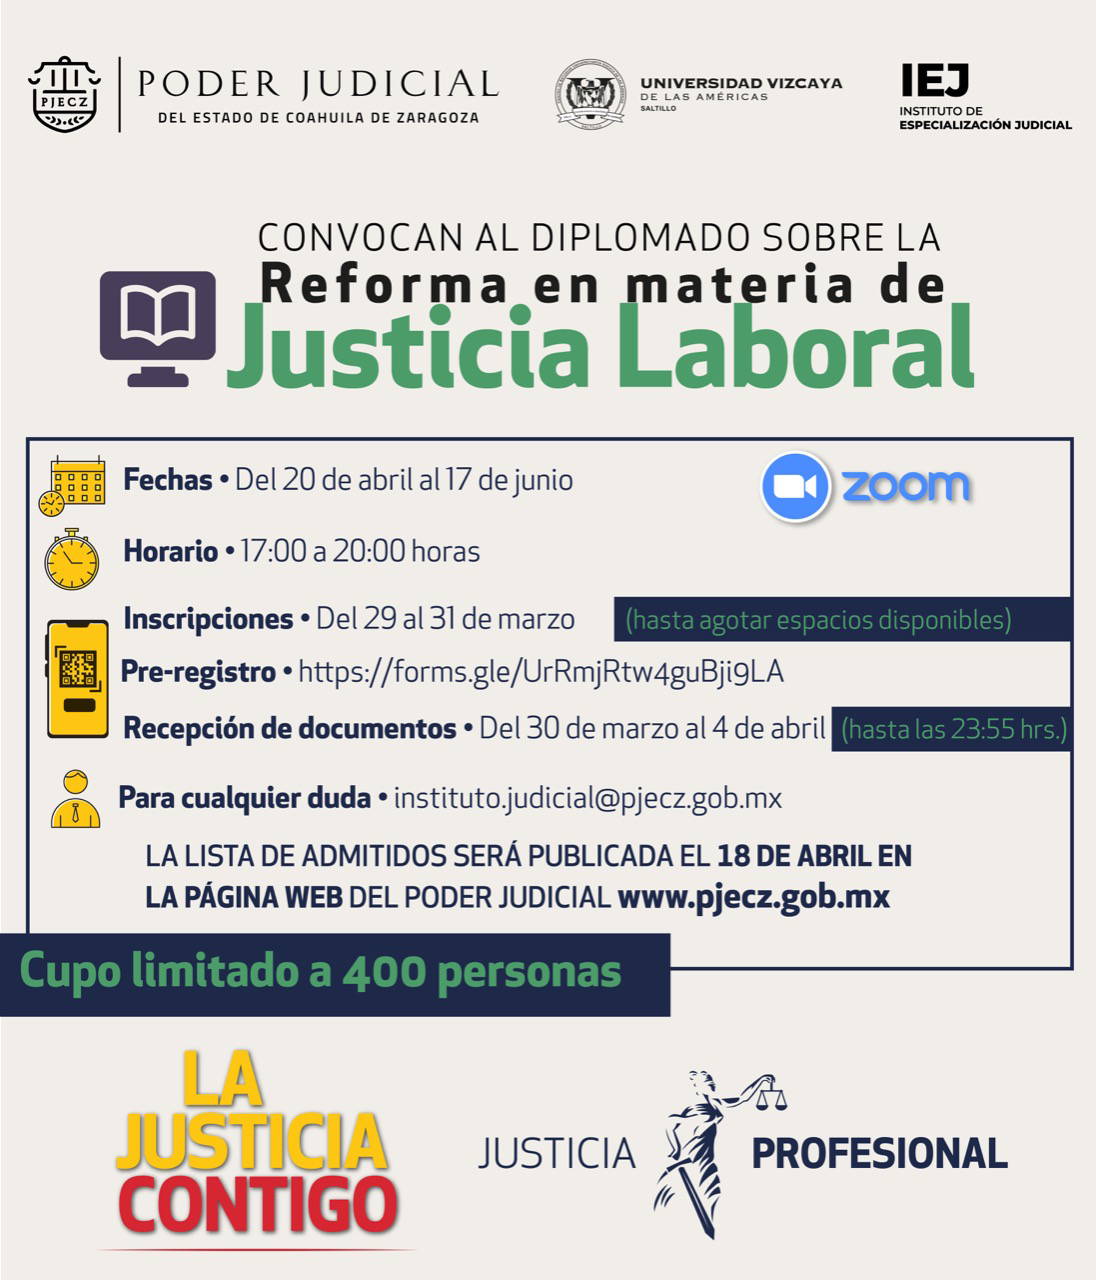 PJECZ
PODER JUDICIAL
DEL ESTADO DE COAHUILA DE ZARAGOZA
UNIVERSIDAD VIZCAYA
DE LAS AMÉRICAS
SALTILLO
IEJ
INSTITUTO DE
ESPECIALIZACIÓN JUDICIAL
CONVOCAN AL DIPLOMADO SOBRE LA
Reforma en materia de
Justicia Laboral
Fechas • Del 20 de abril al 17 de junio
zoom
Horario • 17:00 a 20:00 horas
Inscripciones • Del 29 al 31 de marzo (hasta agotar espacios disponibles)
Pre-registro • https://forms.gle/UrRmjRtw4guBji9LA
Recepción de documentos • Del 30 de marzo al 4 de abril (hasta las 23:55 hrs.)
Para cualquier duda • instituto.judicial@pjecz.gob.mx
LA LISTA DE ADMITIDOS SERÁ PUBLICADA EL 18 DE ABRIL EN
LA PÁGINA WEB DEL PODER JUDICIAL www.pjecz.gob.mx
Cupo limitado a 400 personas
LA
JUSTICIA
CONTIGO
JUSTICIA PROFESIONAL